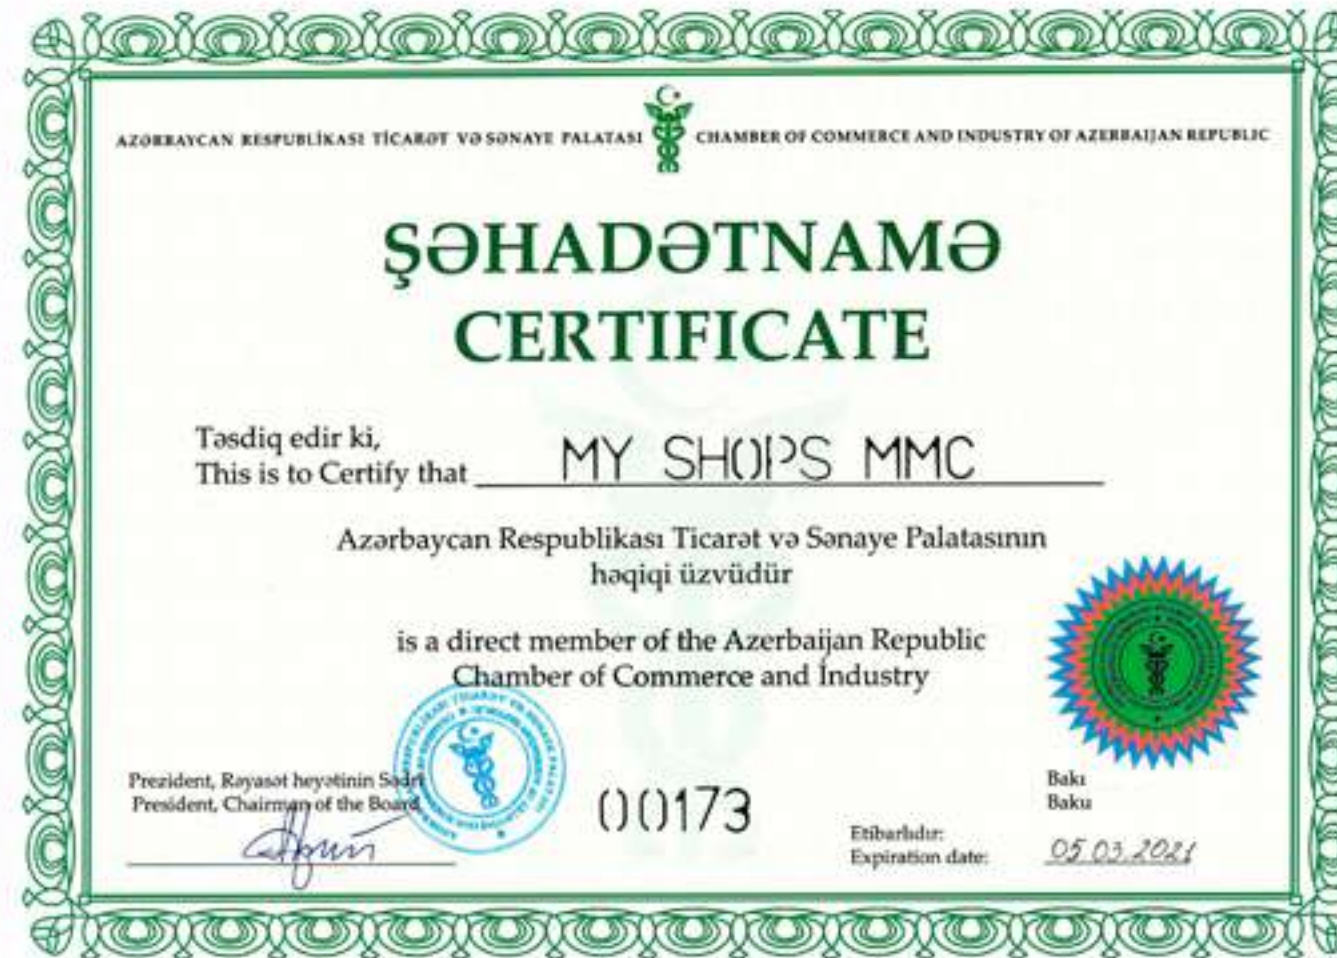 AZƏRBAYCAN RESPUBLİKASI TİCARƏT VƏ SƏNAYE PALATASI
CHAMBER OF COMMERCE AND INDUSTRY OF AZERBAIJAN REPUBLIC
ŞƏHADƏTNAMƏ
CERTIFICATE
Təsdiq edir ki,
This is to Certify that MY SHOPS MMC
Azərbaycan Respublikası Ticarət və Sənaye Palatasının
həqiqi üzvüdür
is a direct member of the Azerbaijan Republic
Chamber of Commerce and İndustry
Prezident, Rəyasət heyətinin Sədri
President, Chairman of the Board
00173
Bakı
Baku
Etibarlıdır:
Expiration date: 05.03.2021